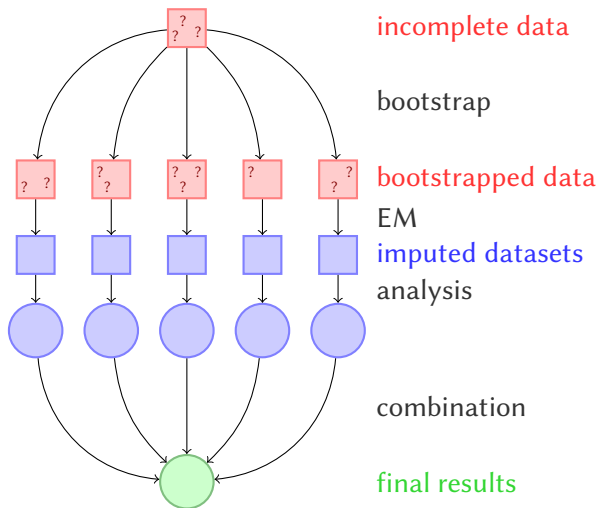 incomplete data
? ? ?
bootstrap
? ? ? ? ? ? ? ? ? ? ?
bootstrapped data
EM
imputed datasets
analysis
combination
final results